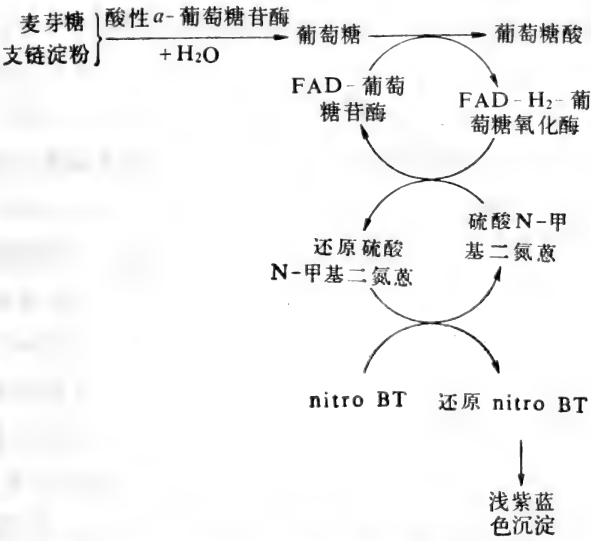 麦芽糖
支链淀粉
酸性α-葡萄糖苷酶
+H₂O
葡萄糖
葡萄糖酸
FAD-葡萄
糖苷酶
FAD-H₂-葡
萄糖氧化酶
还原硫酸
N-甲基二氮蒽
硫酸N-甲
基二氮蒽
nitro BT
还原 nitro BT
浅紫蓝
色沉淀